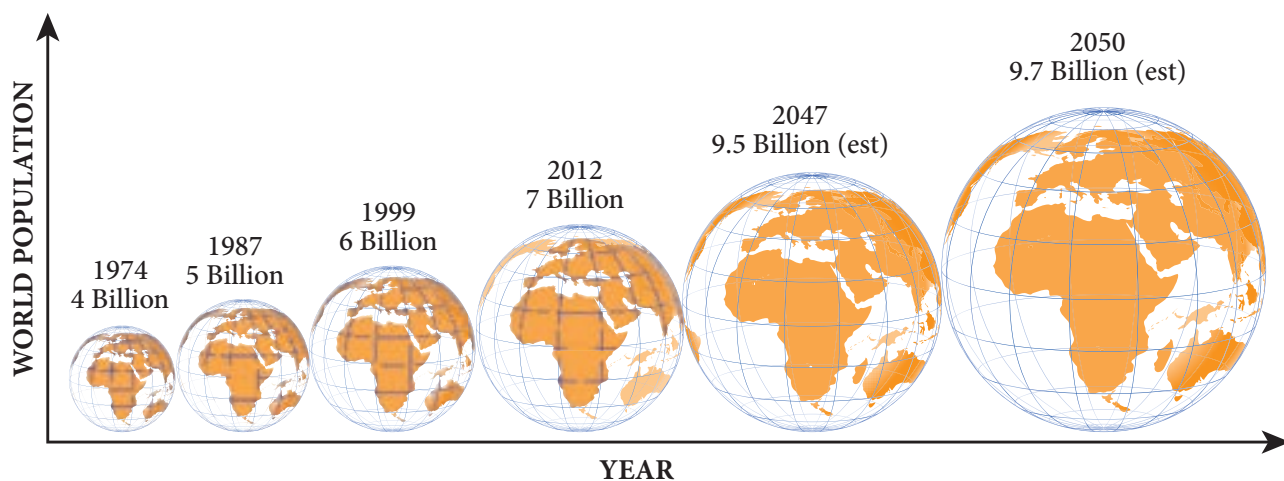 WORLD POPULATION
1974
4 Billion
1987
5 Billion
1999
6 Billion
2012
7 Billion
2047
9.5 Billion (est)
2050
9.7 Billion (est)
YEAR